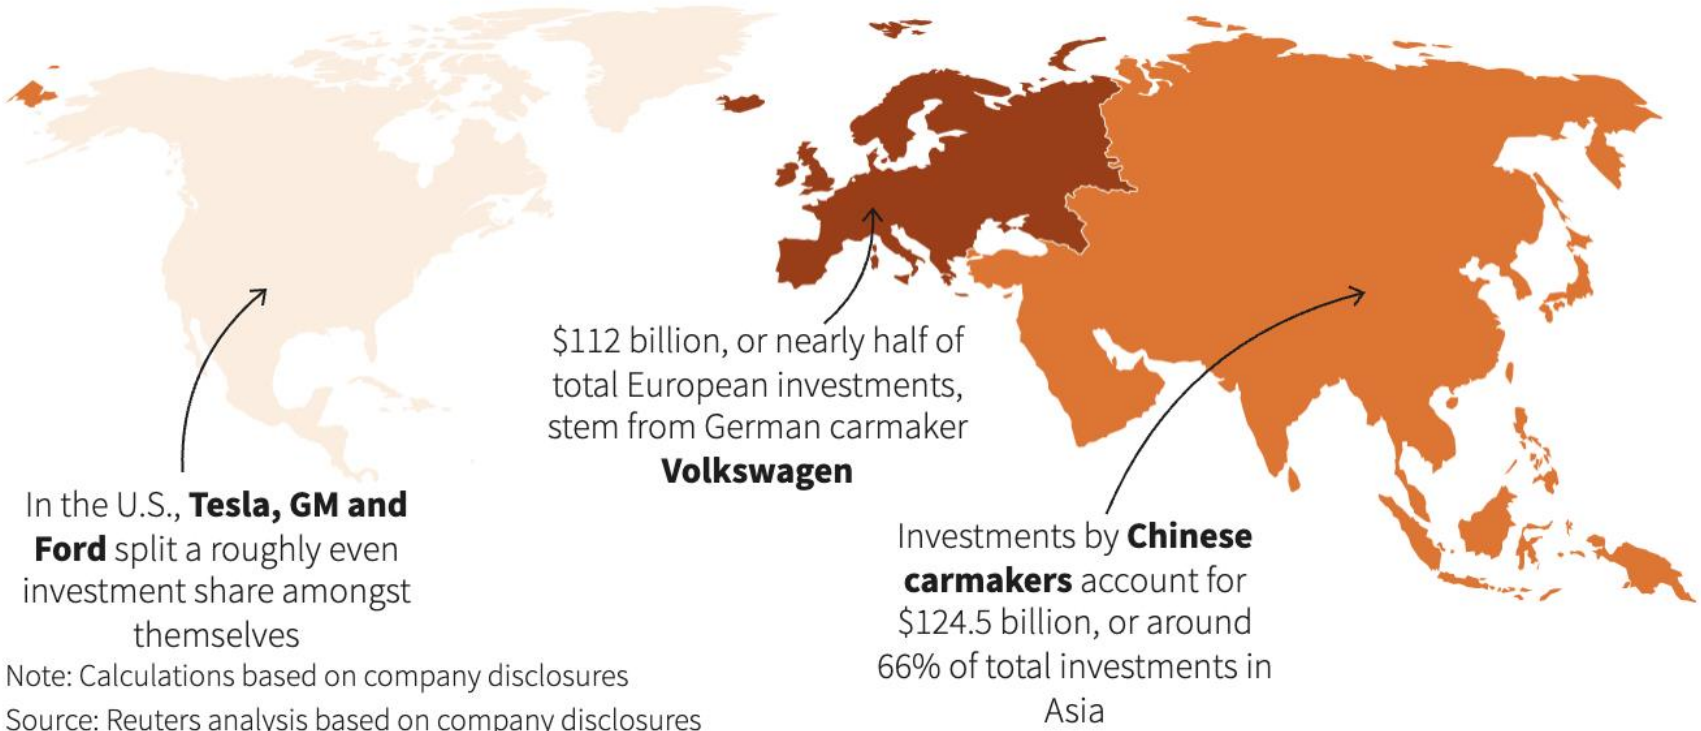 $112 billion, or nearly half of
total European investments,
stem from German carmaker
Volkswagen
In the U.S., Tesla, GM and
Ford split a roughly even
investment share amongst
themselves
Investments by Chinese
carmakers account for
$124.5 billion, or around
66% of total investments in
Asia
Note: Calculations based on company disclosures
Source: Reuters analysis based on company disclosures